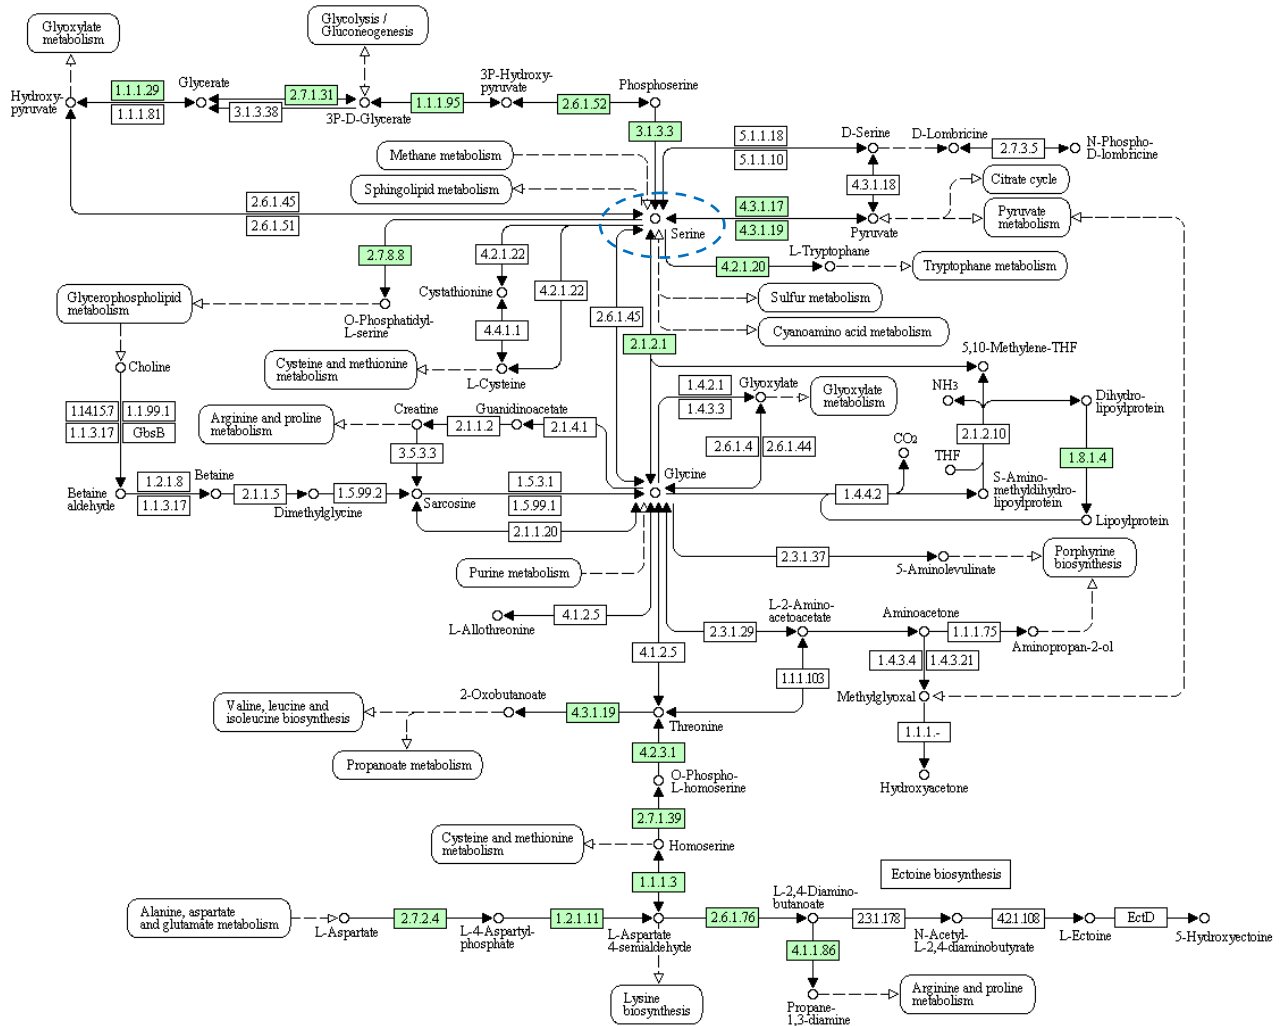 Glyoxylate
metabolism
Glycolysis /
Gluconeogenesis
Hydroxy-
pyruvate
1.1.1.29
1.1.1.81
Glycerate
2.7.1.31
3.1.3.38
3P-D-Glycerate
1.1.1.95
3P-Hydroxy-
pyruvate
2.6.1.52
Phosphoserine
3.1.3.3
Methane metabolism
Sphingolipid metabolism
5.1.1.18
5.1.1.10
D-Serine
D-Lombricine
2.7.3.5
N-Phospho-
D-lombricine
4.3.1.18
Citrate cycle
Pyruvate
metabolism
2.6.1.45
2.6.1.51
Serine
4.3.1.17
4.3.1.19
Pyruvate
2.7.8.8
4.2.1.22
4.2.1.20
L-Tryptophane
Tryptophane metabolism
Glycerophospholipid
metabolism
O-Phosphatidyl-
L-serine
Cystathionine
4.2.1.22
2.6.1.45
Sulfur metabolism
Cyanoamino acid metabolism
4.4.1.1
2.1.2.1
5,10-Methylene-THF
Choline
Cysteine and methionine
metabolism
L-Cysteine
1.4.2.1
1.4.3.3
Glyoxylate
Glyoxylate
metabolism
NH3
Dihydro-
lipoylprotein
1.14.15.7
1.1.99.1
1.1.3.17
GbsB
Arginine and proline
metabolism
Creatine
2.1.1.2
Guanidinoacetate
2.1.4.1
2.6.1.4
2.6.1.44
2.1.2.10
CO2
THF
1.8.1.4
3.5.3.3
Betaine
aldehyde
1.2.1.8
1.1.3.17
Betaine
2.1.1.5
Dimethylglycine
1.5.99.2
Sarcosine
1.5.3.1
1.5.99.1
2.1.1.20
Glycine
1.4.4.2
S-Amino-
methyldihydro-
lipoylprotein
Lipoylprotein
Purine metabolism
2.3.1.37
5-Aminolevulinate
Porphyrine
biosynthesis
L-Allothreonine
4.1.2.5
2.3.1.29
L-2-Amino-
acetoacetate
Aminoacetone
1.1.1.75
Aminopropan-2-ol
4.1.2.5
1.1.1.103
1.4.3.4
1.4.3.21
Methylglyoxal
Valine, leucine and
isoleucine biosynthesis
2-Oxobutanoate
4.3.1.19
Threonine
1.1.1.-
Hydroxyacetone
Propanoate metabolism
4.2.3.1
O-Phospho-
L-homoserine
2.7.1.39
Cysteine and methionine
metabolism
Homoserine
1.1.1.3
Ectoine biosynthesis
Alanine, aspartate
and glutamate metabolism
L-Aspartate
2.7.2.4
L-4-Aspartyl-
phosphate
1.2.1.11
L-Aspartate
4-semialdehyde
2.6.1.76
L-2,4-Diamino-
butanoate
2.3.1.178
N-Acetyl-
L-2,4-diaminobutyrate
4.2.1.108
L-Ectoine
EctD
5-Hydroxyectoine
4.1.1.86
Lysine
biosynthesis
Propane-
1,3-diamine
Arginine and proline
metabolism